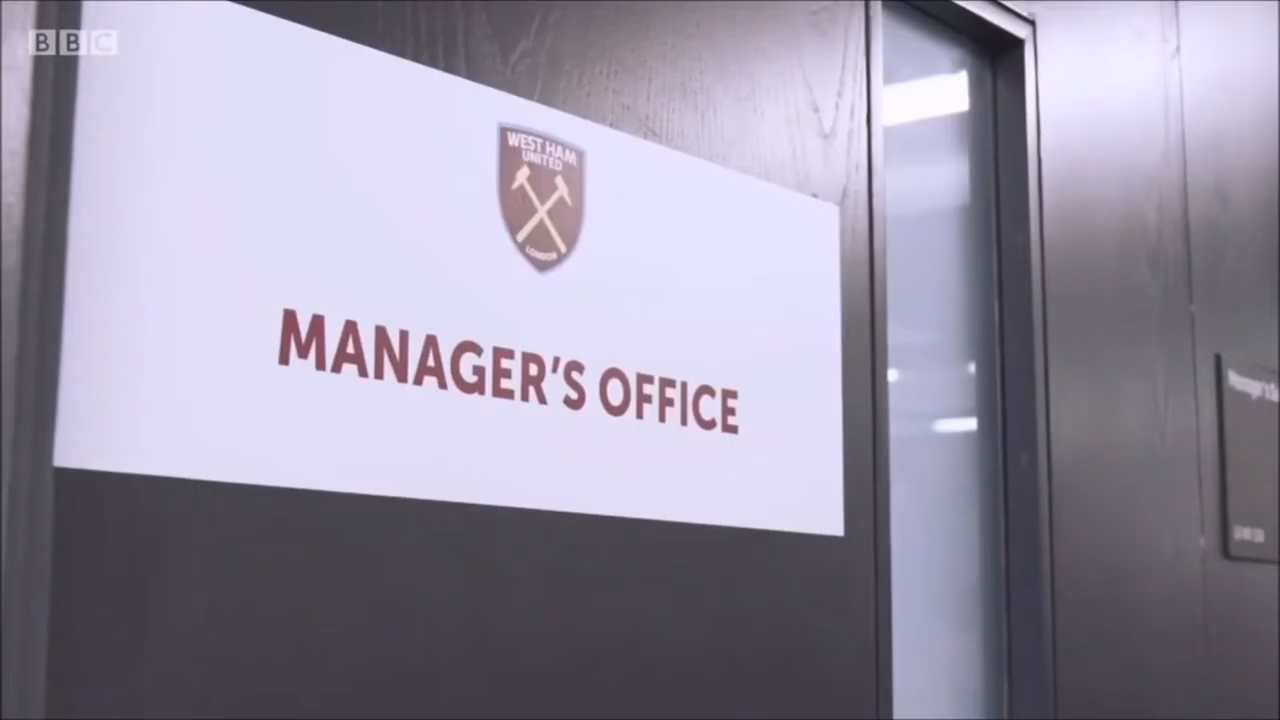 BBC
WEST HAM
UNITED
LONDON
MANAGER'S OFFICE